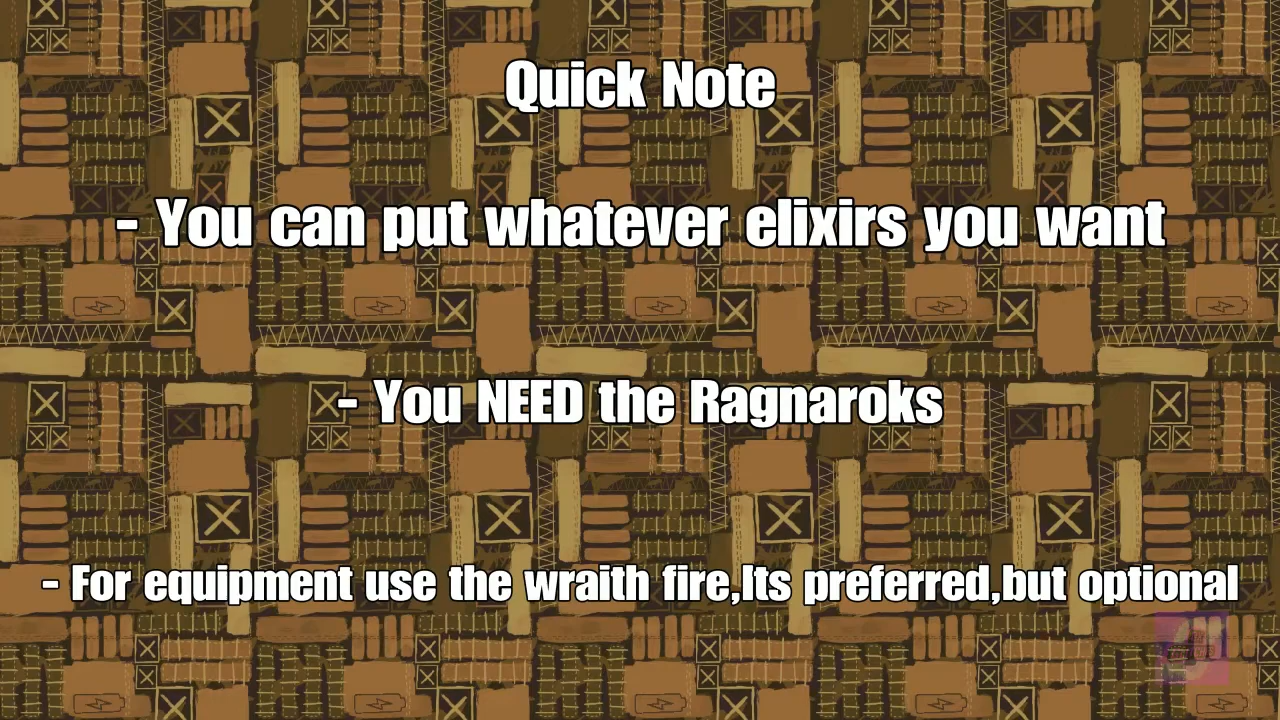 Quick Note
- You can put whatever elixirs you want
- You NEED the Ragnaroks
- For equipment use the wraith fire,Its preferred,but optional